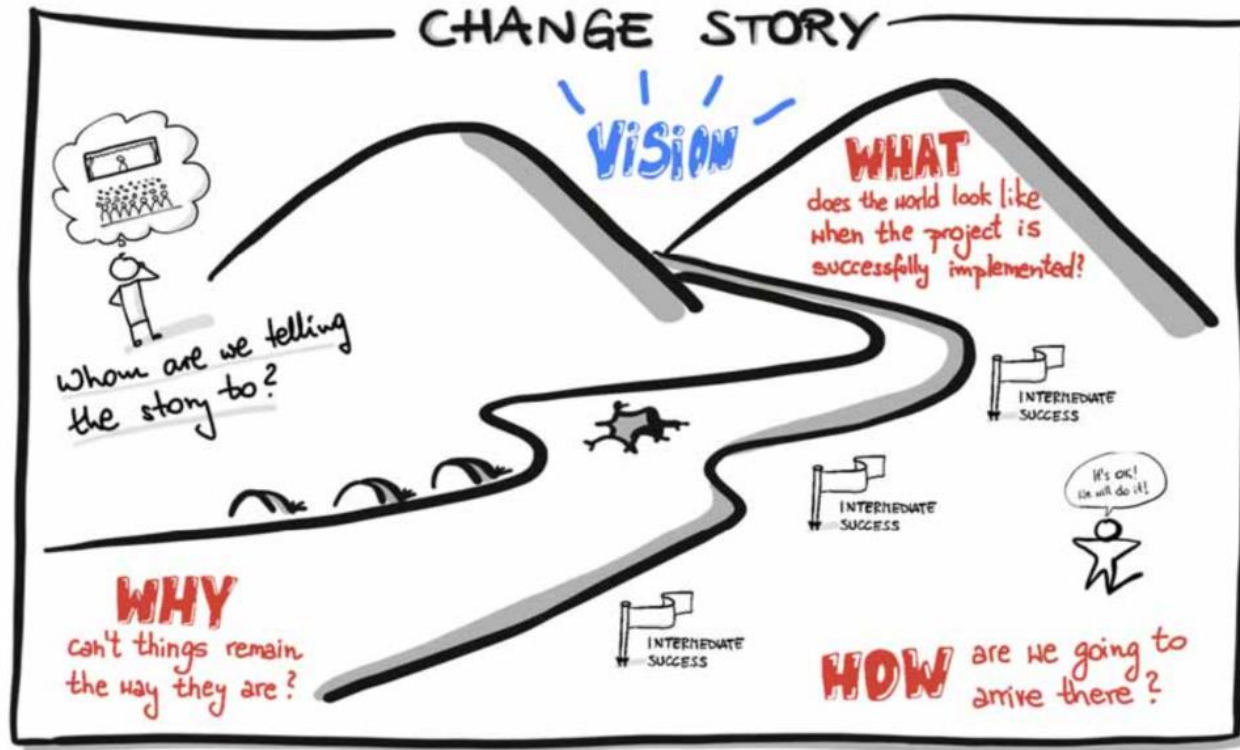 CHANGE STORY
VISION
WHAT
does the world look like
when the project is
successfully implemented?
Whom are we telling
the story to?
INTERMEDIATE
SUCCESS
It's OK!
We will do it!
INTERMEDIATE
SUCCESS
WHY
can't things remain
the way they are?
INTERMEDIATE
SUCCESS
HOW are we going to
arrive there?